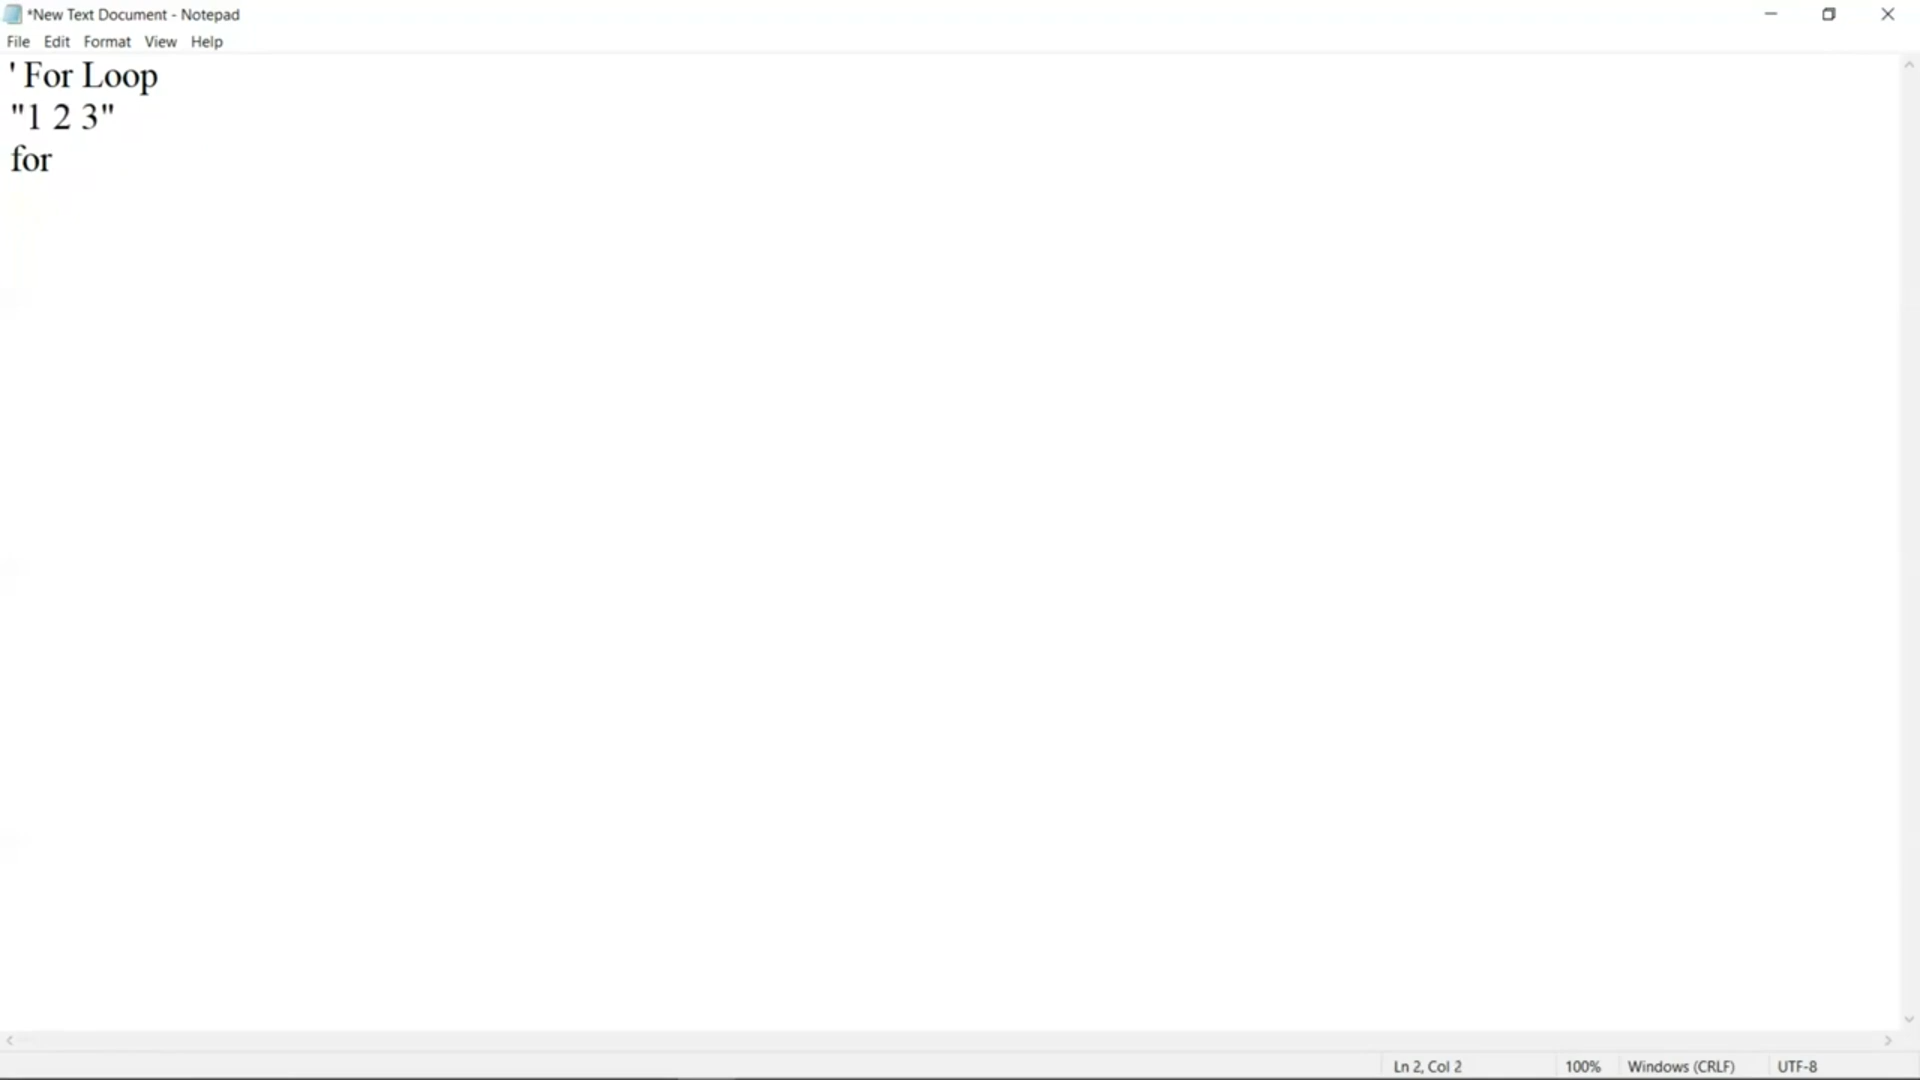 *New Text Document - Notepad
File Edit Format View Help
' For Loop
"1 2 3"
for
Ln 2, Col 2 100% Windows (CRLF) UTF-8